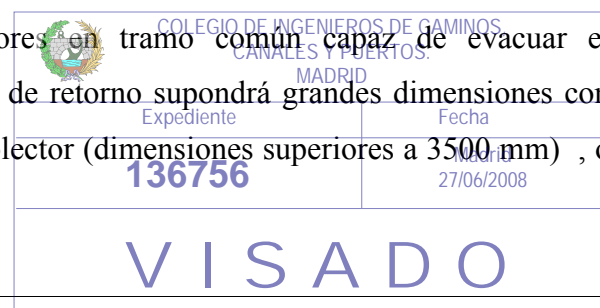 COLEGIO DE INGENIEROS DE CAMINOS
ores en tramo común capaz de evacuar e
CANALES Y PUERTOS.
MADRID
de retorno supondrá grandes dimensiones co
Expediente Fecha
lector (dimensiones superiores a 3500 mm) ,
Madrid
136756 27/06/2008
VISADO